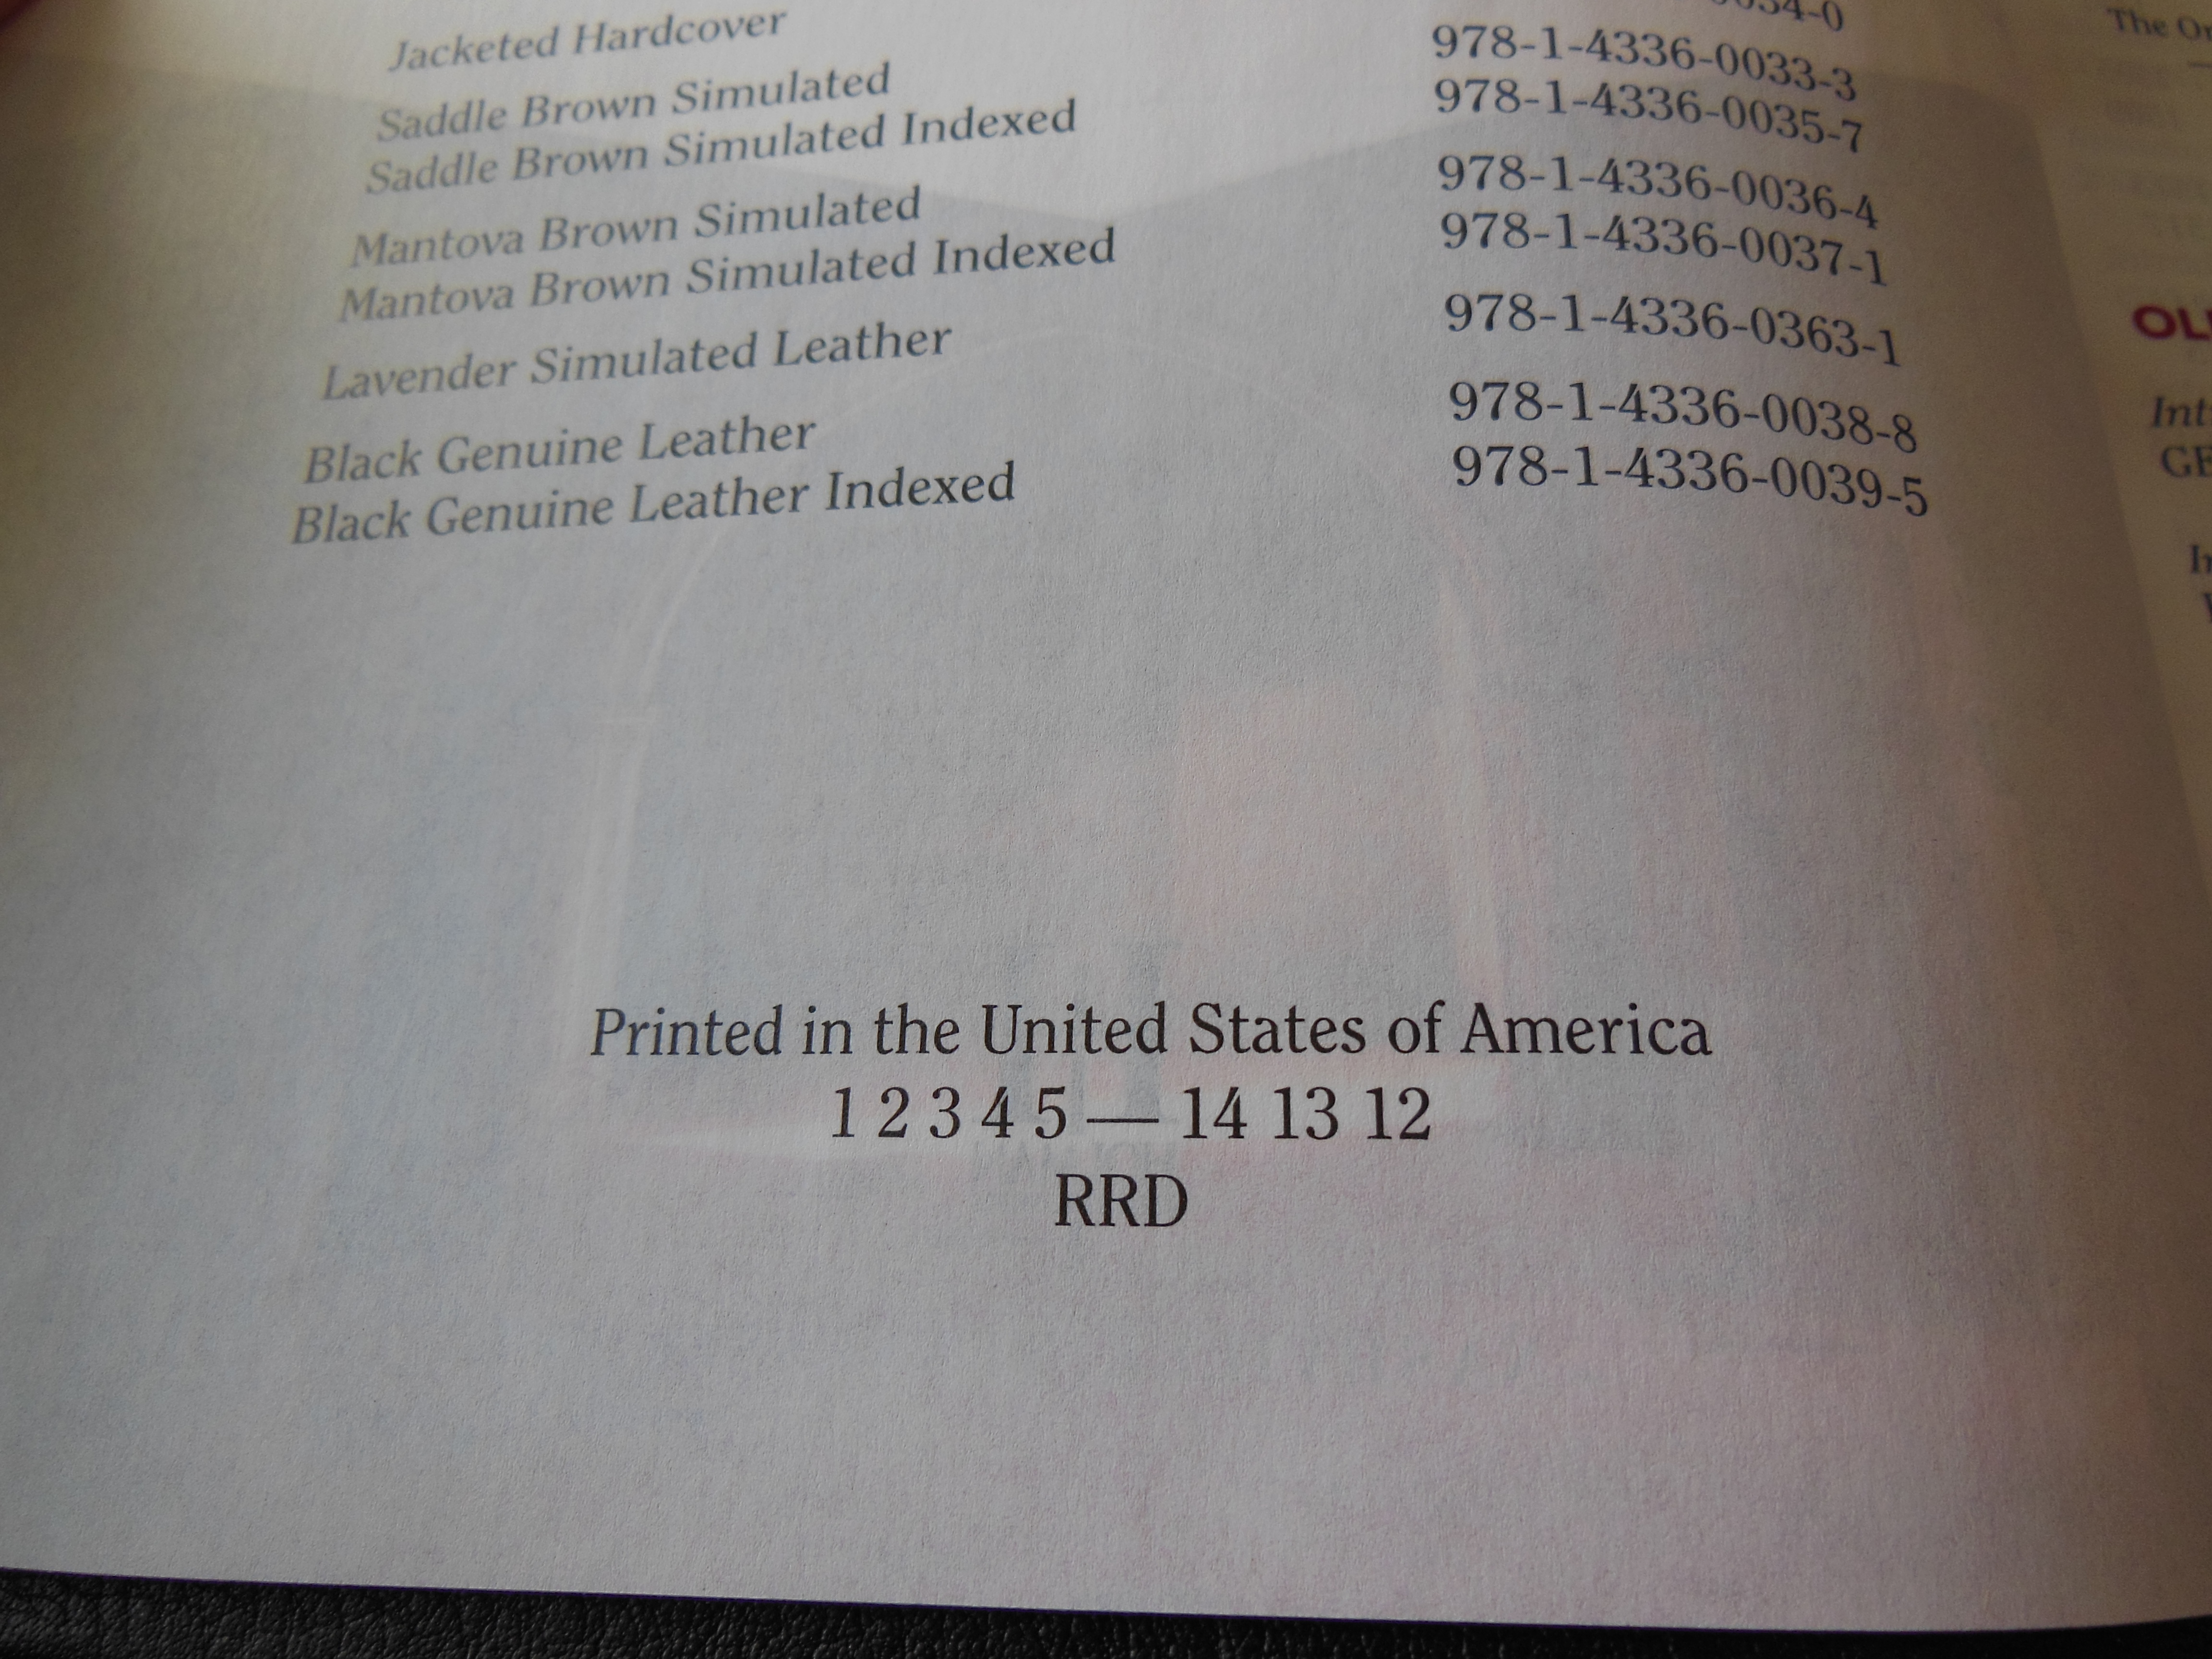 Jacketed Hardcover
978-1-4336-0033-3
Saddle Brown Simulated 978-1-4336-0035-7
Saddle Brown Simulated Indexed 978-1-4336-0036-4
Mantova Brown Simulated 978-1-4336-0037-1
Mantova Brown Simulated Indexed 978-1-4336-0363-1
Lavender Simulated Leather 978-1-4336-0038-8
Black Genuine Leather 978-1-4336-0039-5
Black Genuine Leather Indexed
Printed in the United States of America
1 2 3 4 5 — 14 13 12
RRD
The